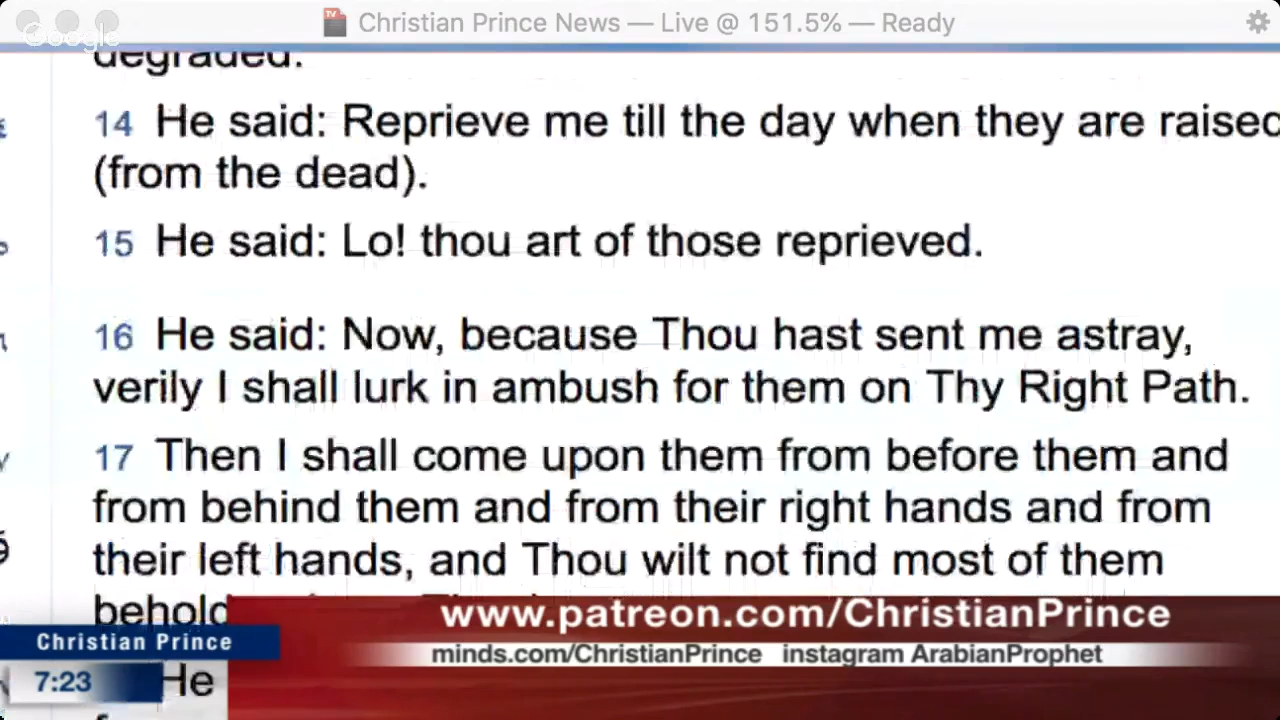 Christian Prince News — Live @ 151.5% — Ready
Google
degraded.
14 He said: Reprieve me till the day when they are raised
(from the dead).
15 He said: Lo! thou art of those reprieved.
16 He said: Now, because Thou hast sent me astray,
verily I shall lurk in ambush for them on Thy Right Path.
17 Then I shall come upon them from before them and
from behind them and from their right hands and from
their left hands, and Thou wilt not find most of them
www.patreon.com/ChristianPrince
Christian Prince
minds.com/ChristianPrince instagram ArabianProphet
7:23
He